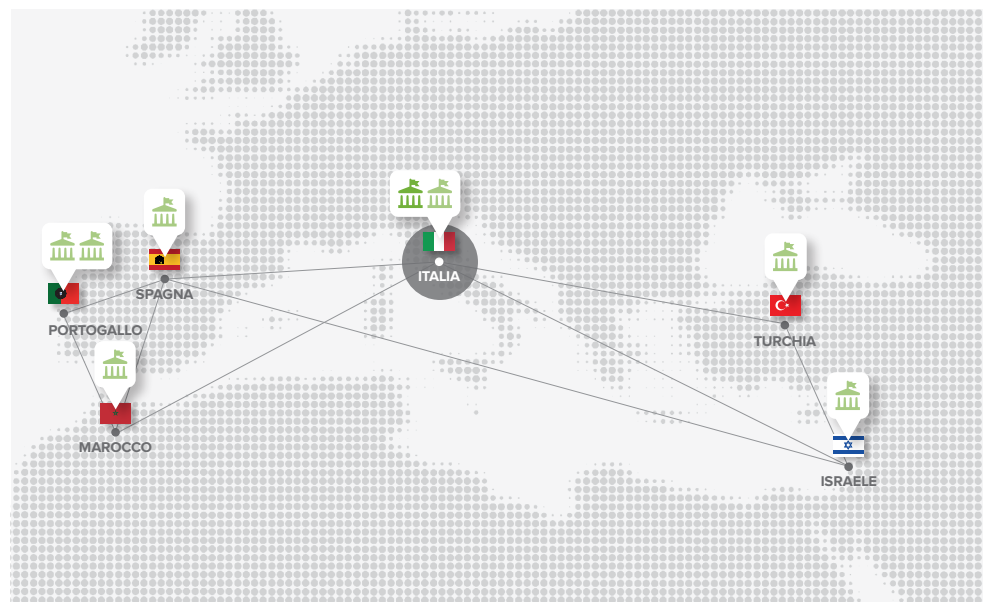 ITALIA
SPAGNA
PORTOGALLO
TURCHIA
MAROCCO
ISRAELE